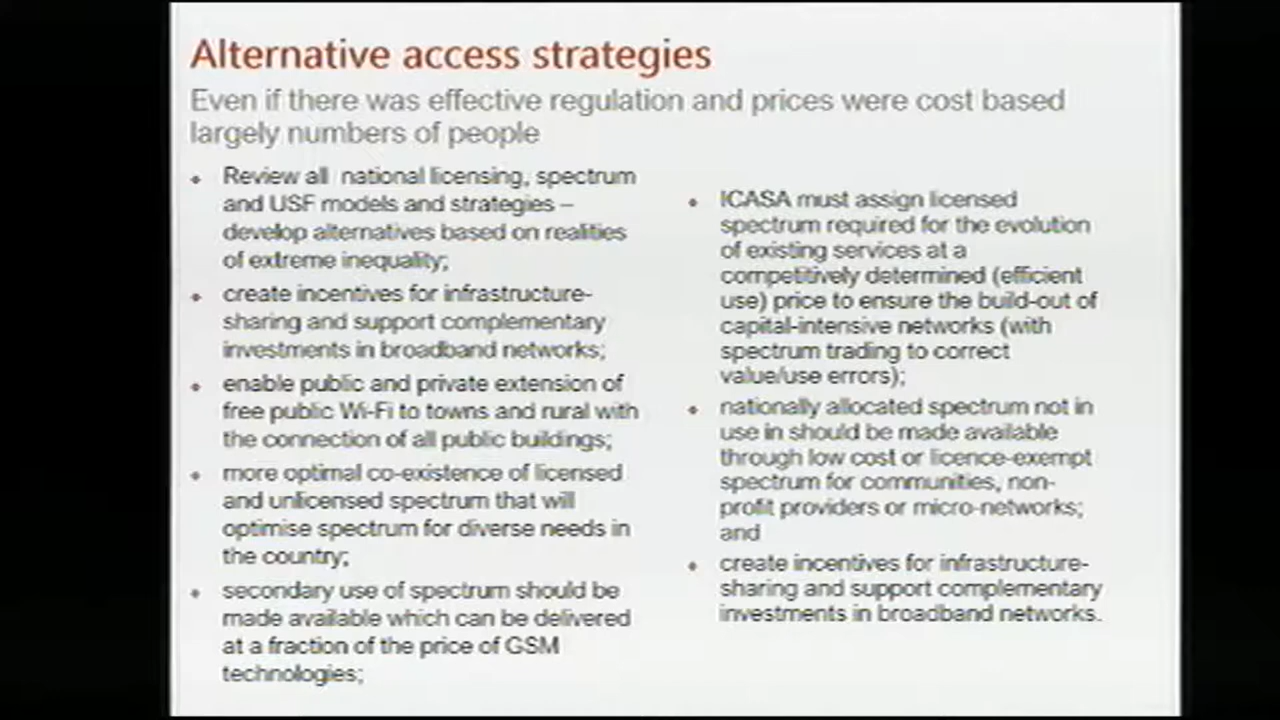 Alternative access strategies
Even if there was effective regulation and prices were cost based
largely numbers of people
Review all national licensing, spectrum
and USF models and strategies –
develop alternatives based on realities
of extreme inequality;
create incentives for infrastructure-
sharing and support complementary
investments in broadband networks;
enable public and private extension of
free public Wi-Fi to towns and rural with
the connection of all public buildings;
more optimal co-existence of licensed
and unlicensed spectrum that will
optimise spectrum for diverse needs in
the country;
secondary use of spectrum should be
made available which can be delivered
at a fraction of the price of GSM
technologies;
ICASA must assign licensed
spectrum required for the evolution
of existing services at a
competitively determined (efficient
use) price to ensure the build-out of
capital-intensive networks (with
spectrum trading to correct
value/use errors);
nationally allocated spectrum not in
use in should be made available
through low cost or licence-exempt
spectrum for communities, non-
profit providers or micro-networks;
and
create incentives for infrastructure-
sharing and support complementary
investments in broadband networks.